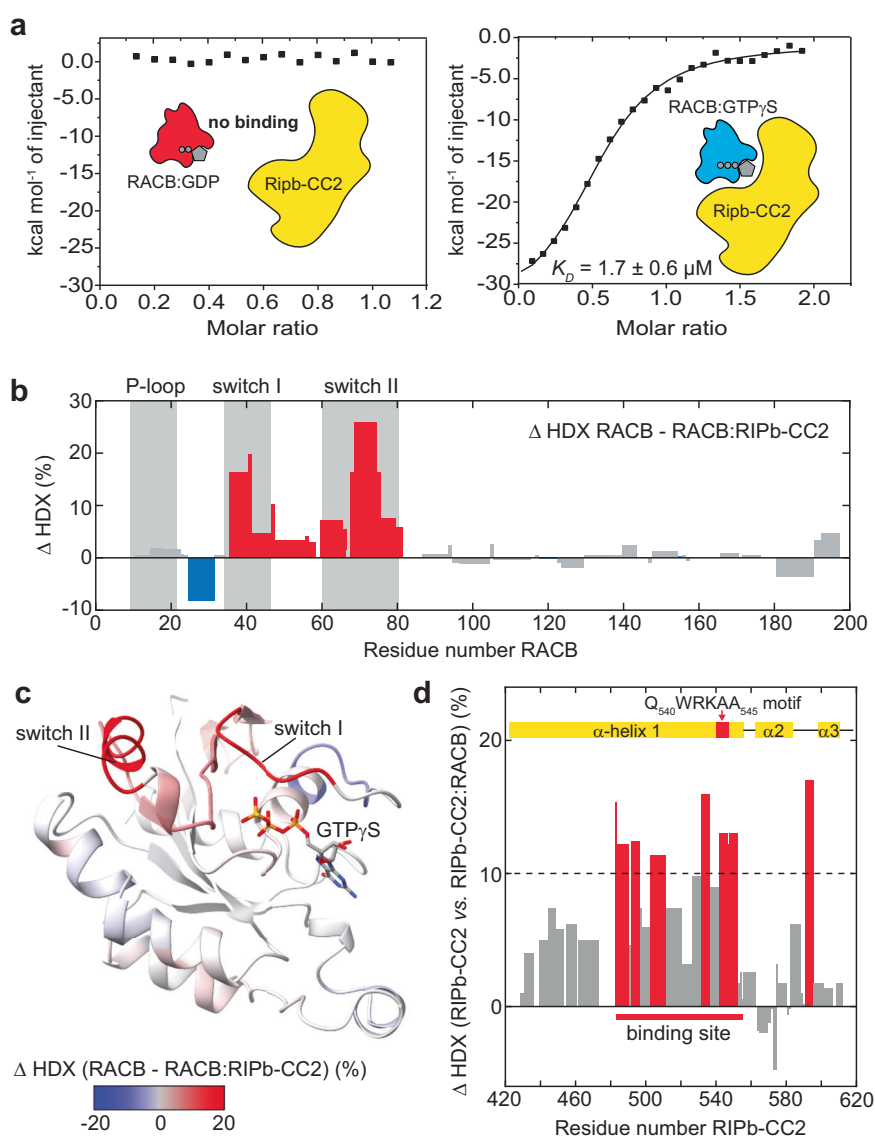 a
kcal mol⁻¹ of injectant
0.0
-5.0
-10
-15
-20
-25
-30
0.0 0.2 0.4 0.6 0.8 1.0 1.2
Molar ratio
no binding
RACB:GDP
Ripb-CC2
kcal mol⁻¹ of injectant
0.0
-5.0
-10
-15
-20
-25
-30
0.0 0.5 1.0 1.5 2.0
Molar ratio
RACB:GTPγS
Ripb-CC2
K_D = 1.7 ± 0.6 µM
b
P-loop switch I switch II
Δ HDX RACB - RACB:RIPb-CC2
Δ HDX (%)
30
20
10
0
-10
0 20 40 60 80 100 120 140 160 180 200
Residue number RACB
c
switch II
switch I
GTPγS
Δ HDX (RACB - RACB:RIPb-CC2) (%)
-20 0 20
d
Q₅₄₀WRKAA₅₄₅ motif
α-helix 1 α2 α3
Δ HDX (RIPb-CC2 vs. RIPb-CC2:RACB) (%)
20
10
0
binding site
420 460 500 540 580 620
Residue number RIPb-CC2